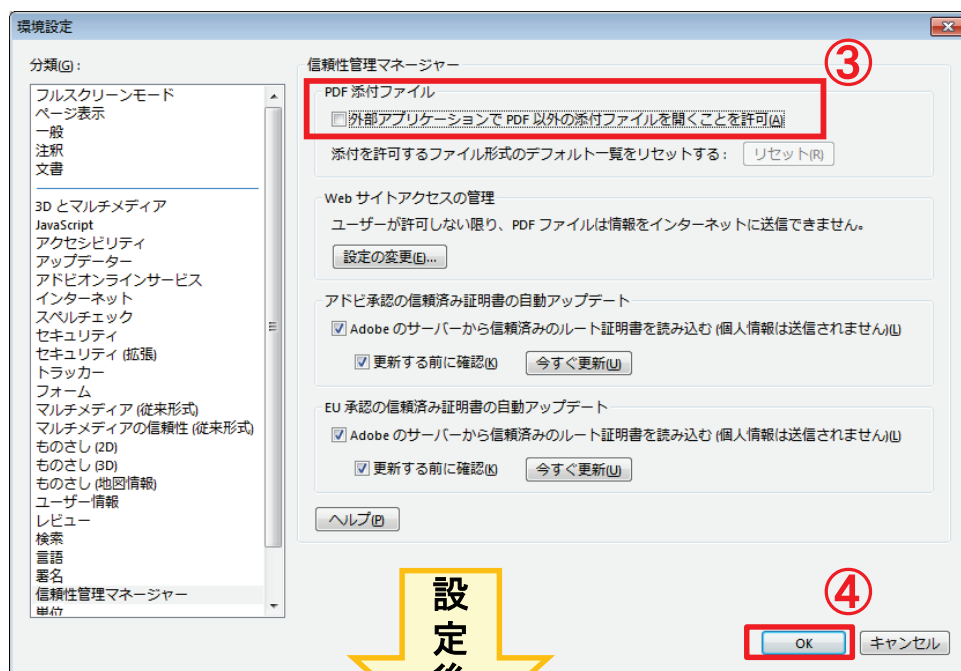 環境設定
分類(G):
フルスクリーンモード
ページ表示
一般
注釈
文書
3D とマルチメディア
JavaScript
アクセシビリティ
アップデーター
アドビオンラインサービス
インターネット
スペルチェック
セキュリティ
セキュリティ (拡張)
トラッカー
フォーム
マルチメディア (従来形式)
マルチメディアの信頼性 (従来形式)
ものさし (2D)
ものさし (3D)
ものさし (地図情報)
ユーザー情報
レビュー
検索
言語
署名
信頼性管理マネージャー
単位
信頼性管理マネージャー
③
PDF 添付ファイル
外部アプリケーションで PDF 以外の添付ファイルを開くことを許可(A)
添付を許可するファイル形式のデフォルト一覧をリセットする: リセット(R)
Web サイトアクセスの管理
ユーザーが許可しない限り、PDF ファイルは情報をインターネットに送信できません。
設定の変更(E)...
アドビ承認の信頼済み証明書の自動アップデート
Adobe のサーバーから信頼済みのルート証明書を読み込む (個人情報は送信されません)(L)
更新する前に確認(K) 今すぐ更新(U)
EU 承認の信頼済み証明書の自動アップデート
Adobe のサーバーから信頼済みのルート証明書を読み込む (個人情報は送信されません)(L)
更新する前に確認(K) 今すぐ更新(U)
ヘルプ(P)
設定後
④
OK キャンセル